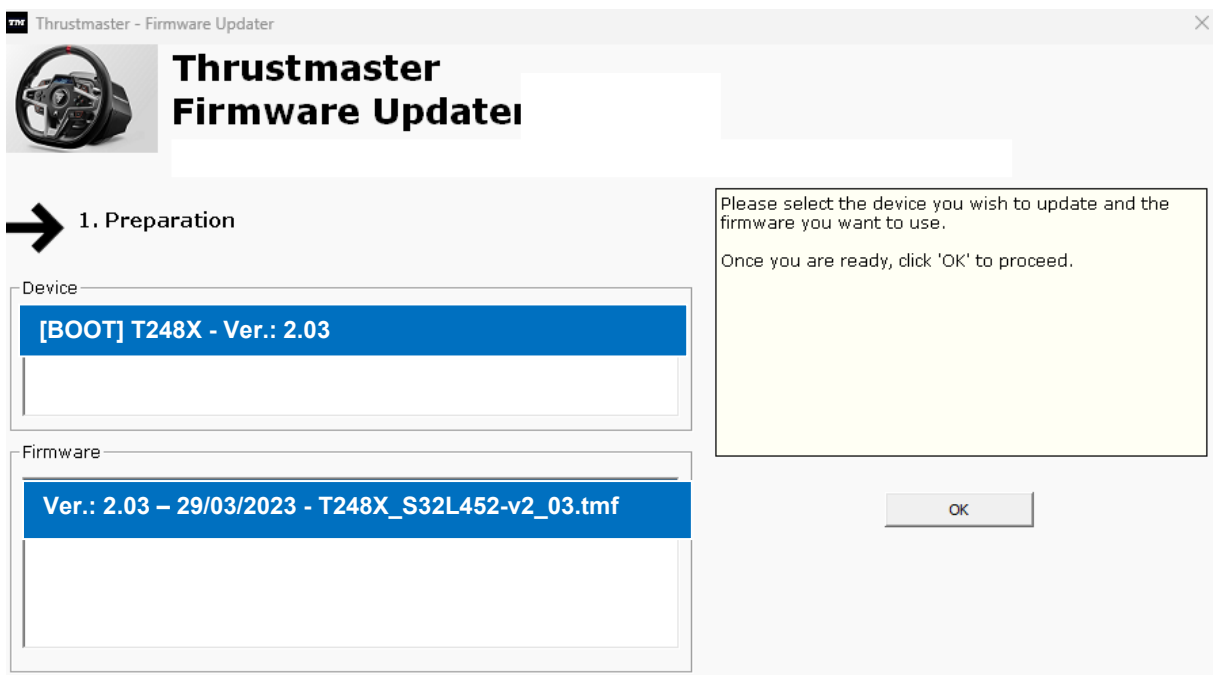 TM Thrustmaster - Firmware Updater
Thrustmaster
Firmware Updater
1. Preparation
Please select the device you wish to update and the
firmware you want to use.
Once you are ready, click 'OK' to proceed.
Device
[BOOT] T248X - Ver.: 2.03
Firmware
Ver.: 2.03 – 29/03/2023 - T248X_S32L452-v2_03.tmf
OK